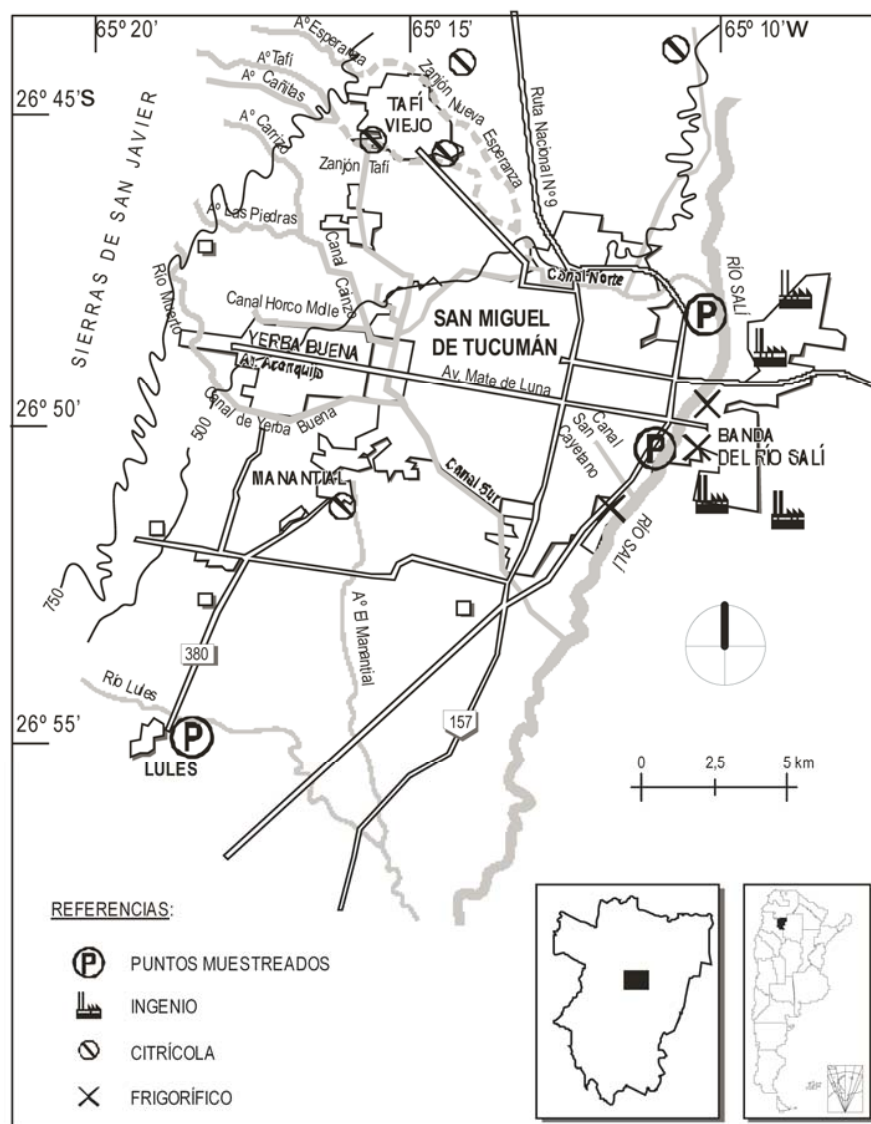 65º 20’
65º 15’
65º 10’W
26º 45’S
26º 50’
26º 55’
Aº Esperanza
Aº Tafí
Aº Cañitas
Aº Carrizo
TAFÍ
VIEJO
Zanjón Nueva Esperanza
Zanjón Tafí
Ruta Nacional Nº 9
SIERRAS DE SAN JAVIER
Aº Las Piedras
Río Muerto
Canal Cainzo
Canal Horco Molle
Canal Norte
RÍO SALÍ
SAN MIGUEL
DE TUCUMÁN
YERBA BUENA
Av. Aconquija
Av. Mate de Luna
Canal de Yerba Buena
Canal San Cayetano
BANDA
DEL RÍO SALÍ
P
P
500
750
MANANTIAL
Canal Sur
RÍO SALÍ
Aº El Manantial
380
Río Lules
P
LULES
157
0 2,5 5 km
REFERENCIAS:
P PUNTOS MUESTREADOS
INGENIO
CITRÍCOLA
FRIGORÍFICO